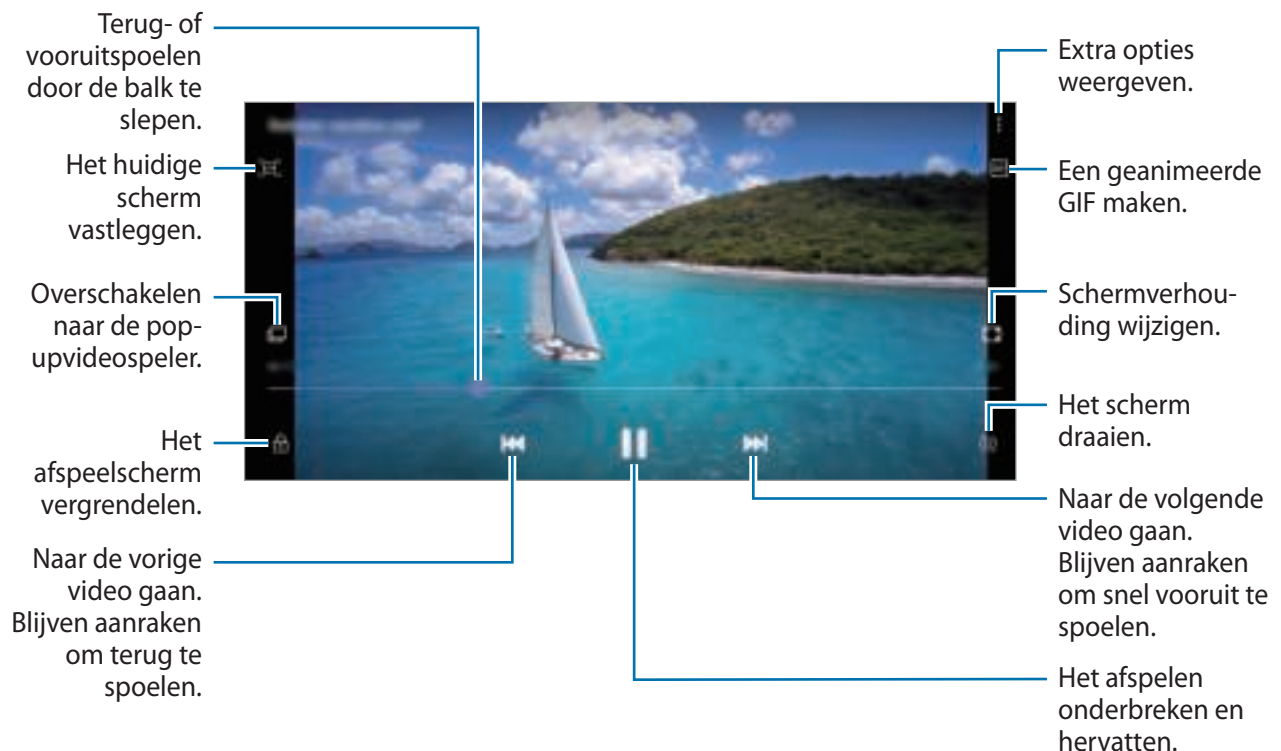 Terug- of
vooruitspoelen
door de balk te
slepen.
Het huidige
scherm
vastleggen.
Overschakelen
naar de pop-
upvideospeler.
Het
afspeelscherm
vergrendelen.
Naar de vorige
video gaan.
Blijven aanraken
om terug te
spoelen.
Extra opties
weergeven.
Een geanimeerde
GIF maken.
Schermverhou-
ding wijzigen.
Het scherm
draaien.
Naar de volgende
video gaan.
Blijven aanraken
om snel vooruit te
spoelen.
Het afspelen
onderbreken en
hervatten.